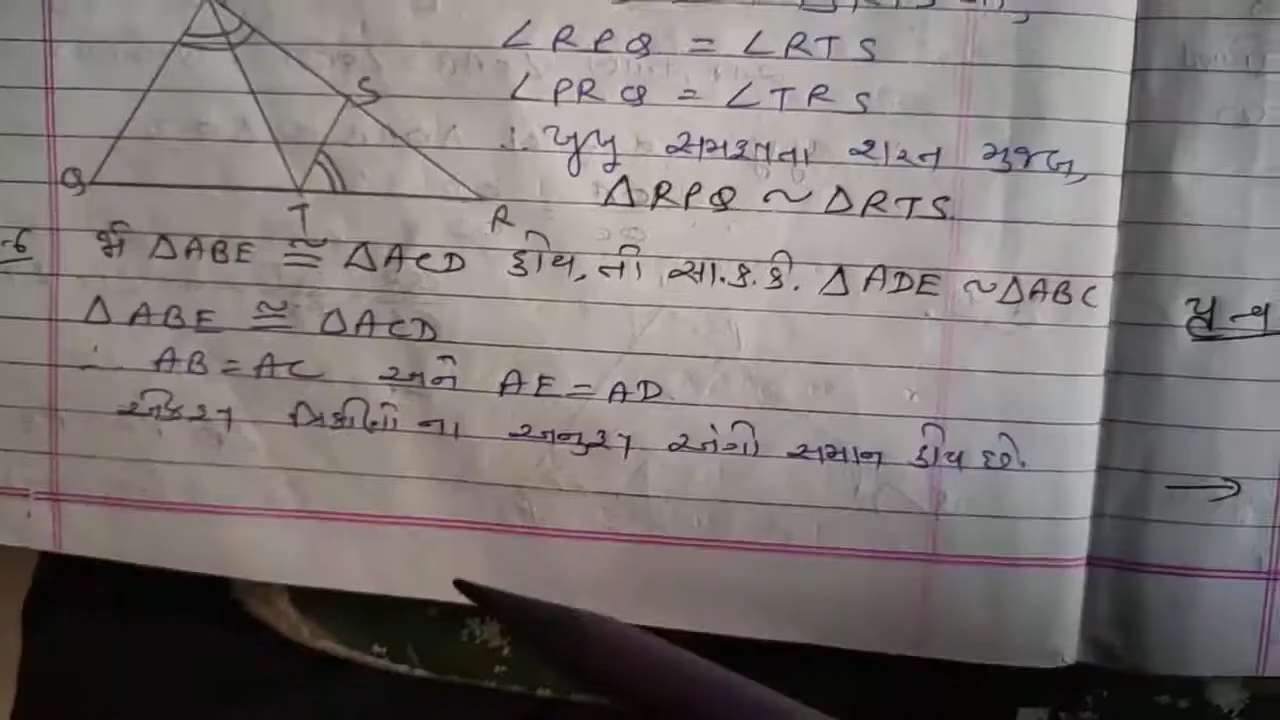 ∠RPQ = ∠RTS
∠PRQ = ∠TRS
∴ ખૂખૂ સમરૂપતા શરત મુજબ,
ΔRPQ ~ ΔRTS
S
Q
T
R
-6 જો ΔABE ≅ ΔACD હોય, તો સા.ક.કે. ΔADE ~ ΔABC
ΔABE ≅ ΔACD
∴ AB = AC અને AE = AD
એકરૂપ ત્રિકોણોના અનુરૂપ અંગો સમાન હોય છે.
→